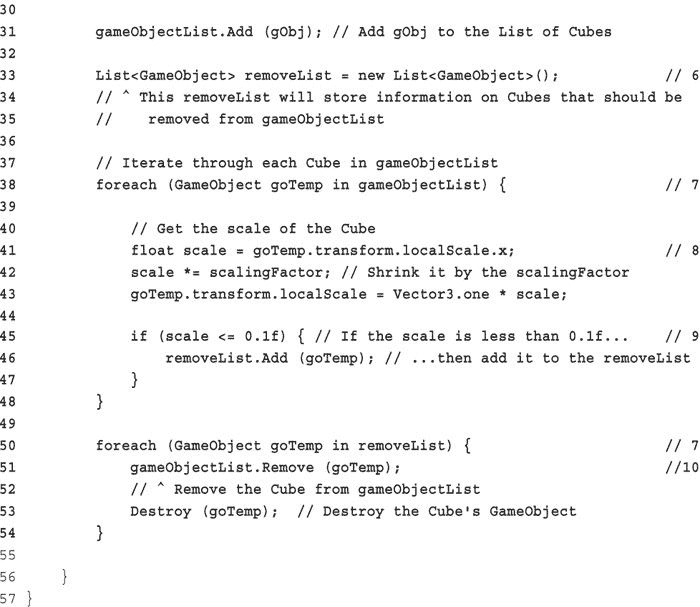 30
31        gameObjectList.Add (gObj); // Add gObj to the List of Cubes
32
33        List<GameObject> removeList = new List<GameObject>();            // 6
34        // ^ This removeList will store information on Cubes that should be
35        //    removed from gameObjectList
36
37        // Iterate through each Cube in gameObjectList
38        foreach (GameObject goTemp in gameObjectList) {                  // 7
39
40            // Get the scale of the Cube
41            float scale = goTemp.transform.localScale.x;                 // 8
42            scale *= scalingFactor; // Shrink it by the scalingFactor
43            goTemp.transform.localScale = Vector3.one * scale;
44
45            if (scale <= 0.1f) { // If the scale is less than 0.1f...    // 9
46                removeList.Add (goTemp); // ...then add it to the removeList
47            }
48        }
49
50        foreach (GameObject goTemp in removeList) {                      // 7
51            gameObjectList.Remove (goTemp);                              //10
52            // ^ Remove the Cube from gameObjectList
53            Destroy (goTemp);  // Destroy the Cube's GameObject
54        }
55
56    }
57 }